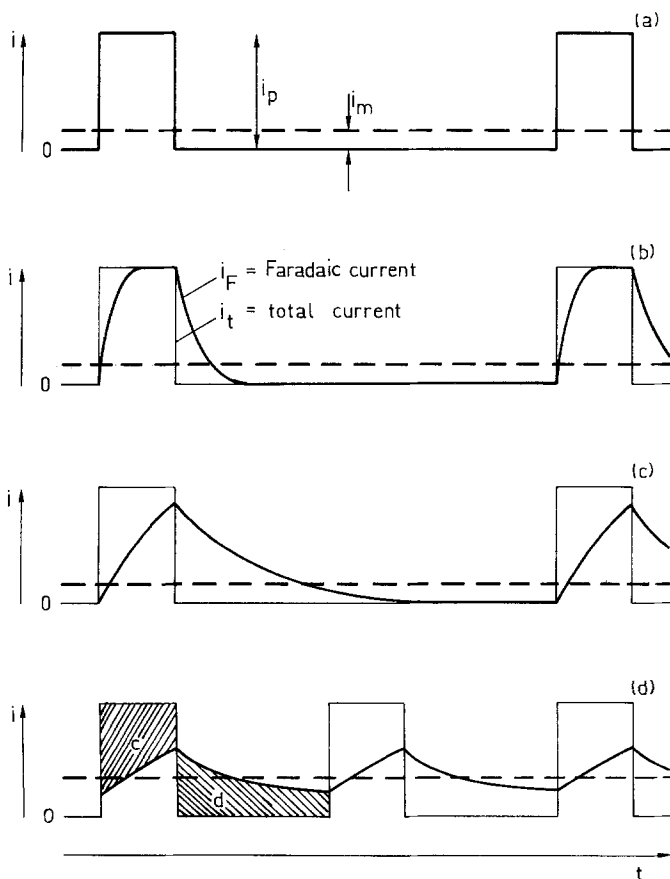 (a)
i
i_p
i_m
0
(b)
i
i_F = Faradaic current
i_t = total current
0
(c)
i
0
(d)
i
c
d
0
t